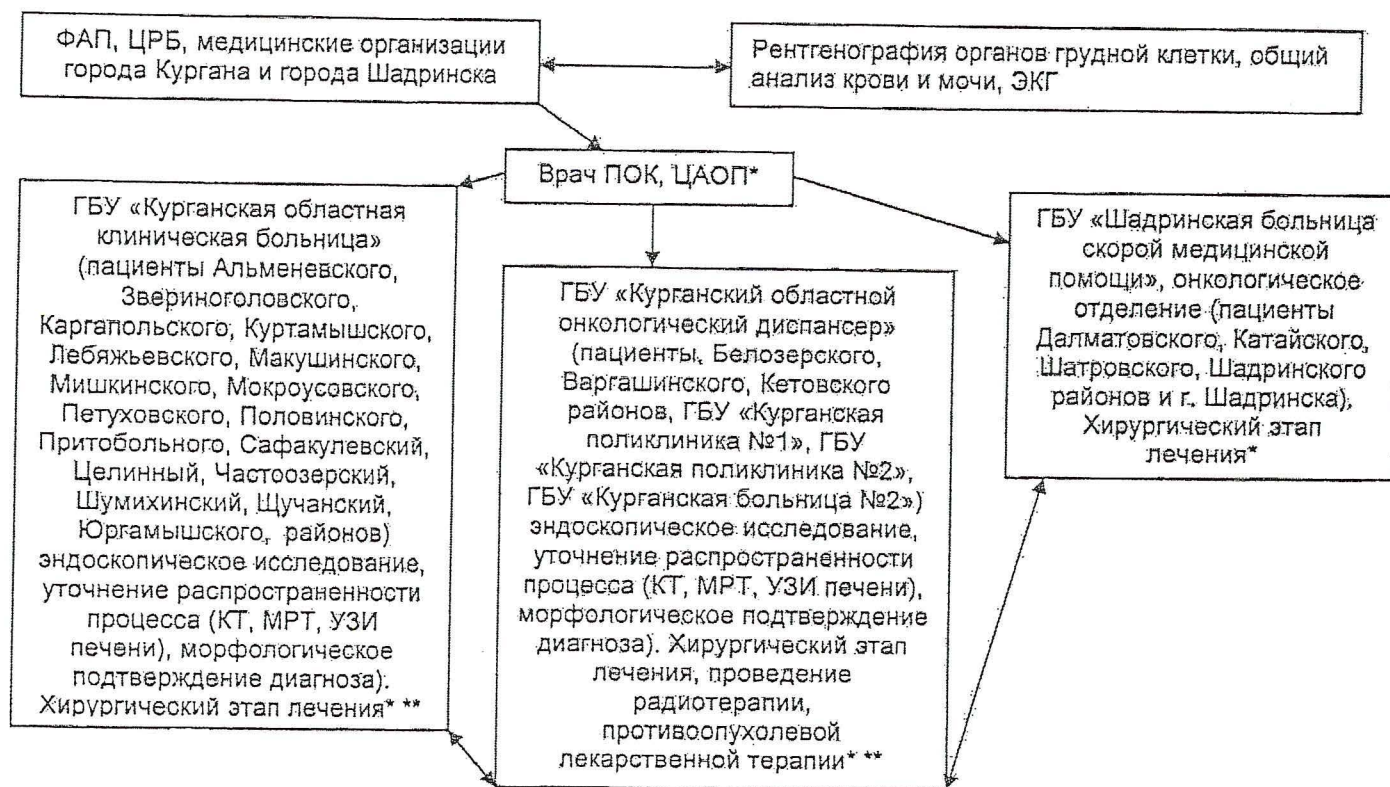 ФАП, ЦРБ, медицинские организации
города Кургана и города Шадринска
Рентгенография органов грудной клетки, общий
анализ крови и мочи, ЭКГ
Врач ПОК, ЦАОП*
ГБУ «Курганская областная
клиническая больница»
(пациенты Альменевского,
Звериноголовского,
Каргапольского, Куртамышского,
Лебяжьевского, Макушинского,
Мишкинского, Мокроусовского,
Петуховского, Половинского,
Притобольного, Сафакулевский,
Целинный, Частоозерский,
Шумихинский, Щучанский,
Юргамышского, районов)
эндоскопическое исследование,
уточнение распространенности
процесса (КТ, МРТ, УЗИ
печени), морфологическое
подтверждение диагноза).
Хирургический этап лечения* **
ГБУ «Курганский областной
онкологический диспансер»
(пациенты, Белозерского,
Варгашинского, Кетовского
районов, ГБУ «Курганская
поликлиника №1», ГБУ
«Курганская поликлиника №2»,
ГБУ «Курганская больница №2»)
эндоскопическое исследование,
уточнение распространенности
процесса (КТ, МРТ, УЗИ печени),
морфологическое подтверждение
диагноза). Хирургический этап
лечения, проведение
радиотерапии,
противоопухолевой
лекарственной терапии* **
ГБУ «Шадринская больница
скорой медицинской
помощи», онкологическое
отделение (пациенты
Далматовского, Катайского,
Шатровского, Шадринского
районов и г. Шадринска).
Хирургический этап
лечения*